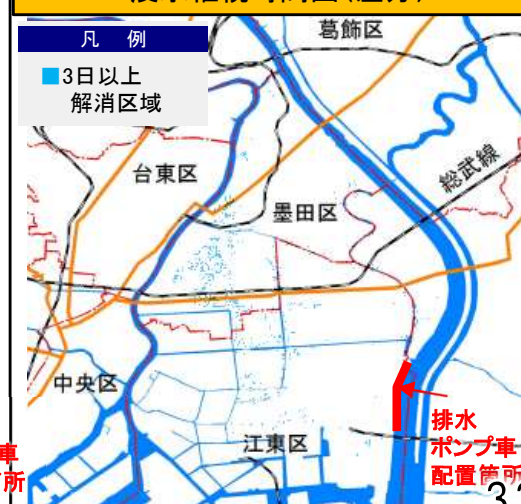 凡 例
■3日以上
解消区域
葛飾区
台東区
総武線
墨田区
中央区
江東区
排水
ポンプ車
配置箇所
車
所
3